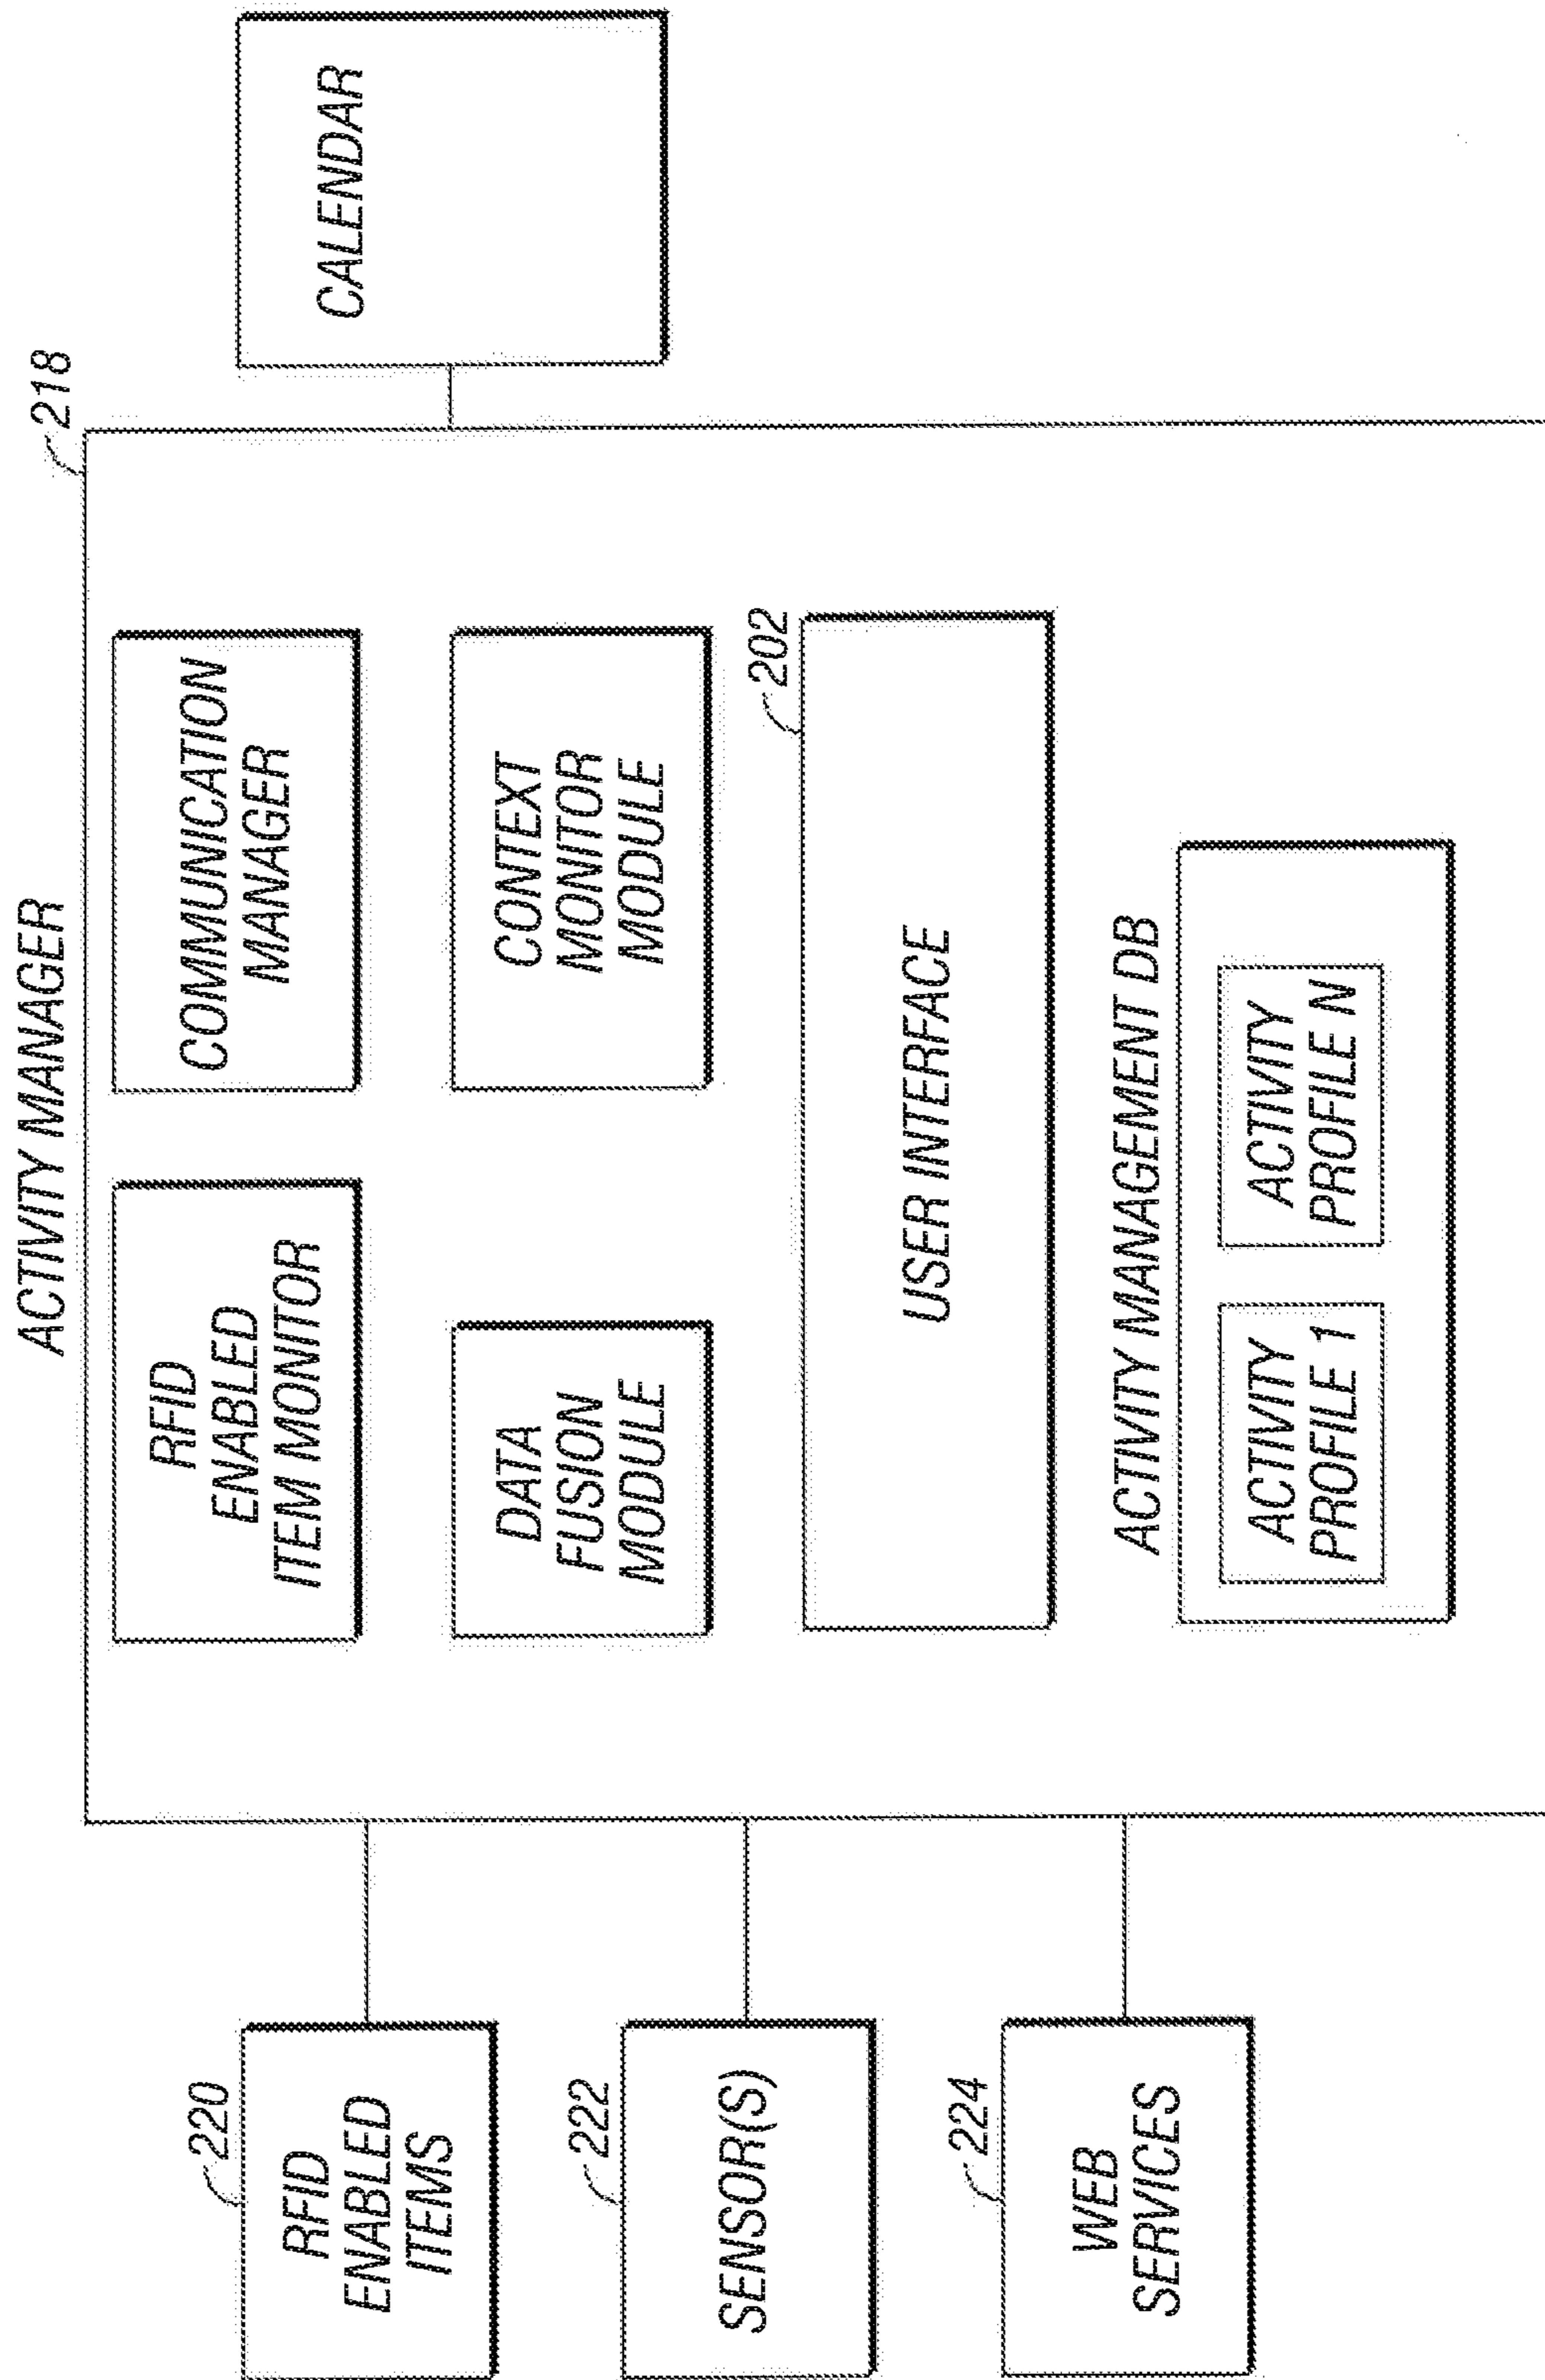 ACTIVITY MANAGER
218
220
RFID
ENABLED
ITEMS
222
SENSOR(S)
224
WEB
SERVICES
RFID
ENABLED
ITEM MONITOR
COMMUNICATION
MANAGER
DATA
FUSION
MODULE
CONTEXT
MONITOR
MODULE
202
USER INTERFACE
ACTIVITY MANAGEMENT DB
ACTIVITY
PROFILE 1
ACTIVITY
PROFILE N
CALENDAR